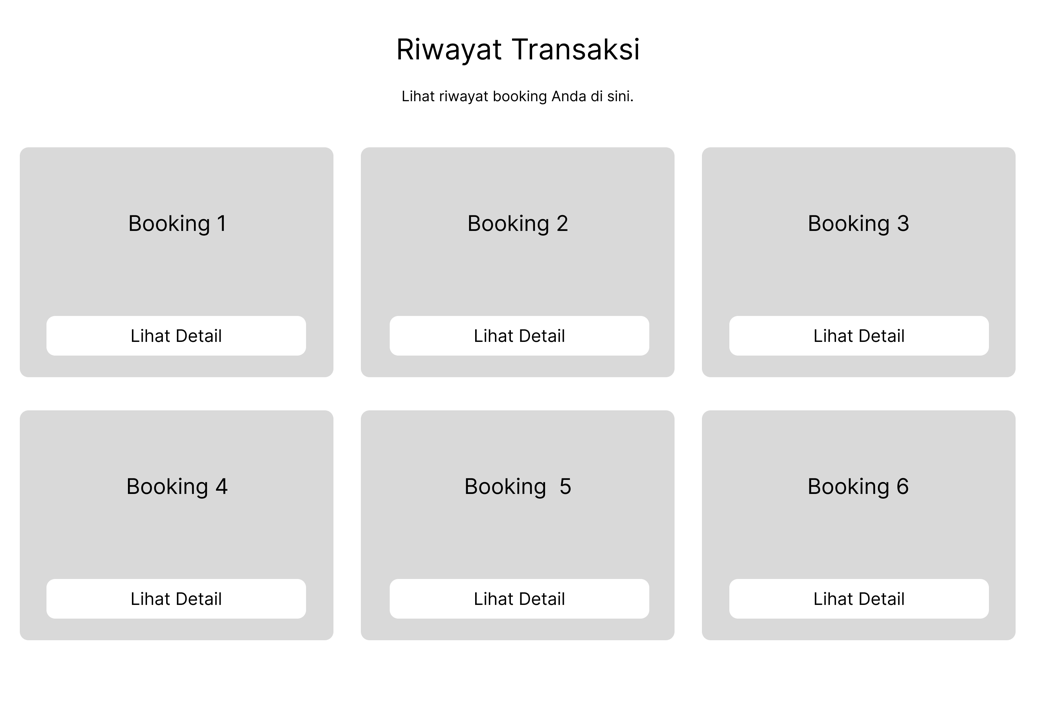 Riwayat Transaksi
Lihat riwayat booking Anda di sini.
Booking 1
Booking 2
Booking 3
Lihat Detail
Lihat Detail
Lihat Detail
Booking 4
Booking  5
Booking 6
Lihat Detail
Lihat Detail
Lihat Detail